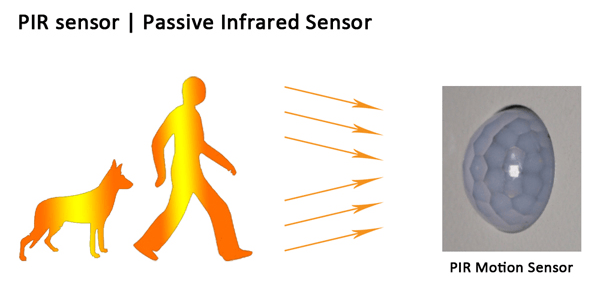 PIR sensor | Passive Infrared Sensor
PIR Motion Sensor